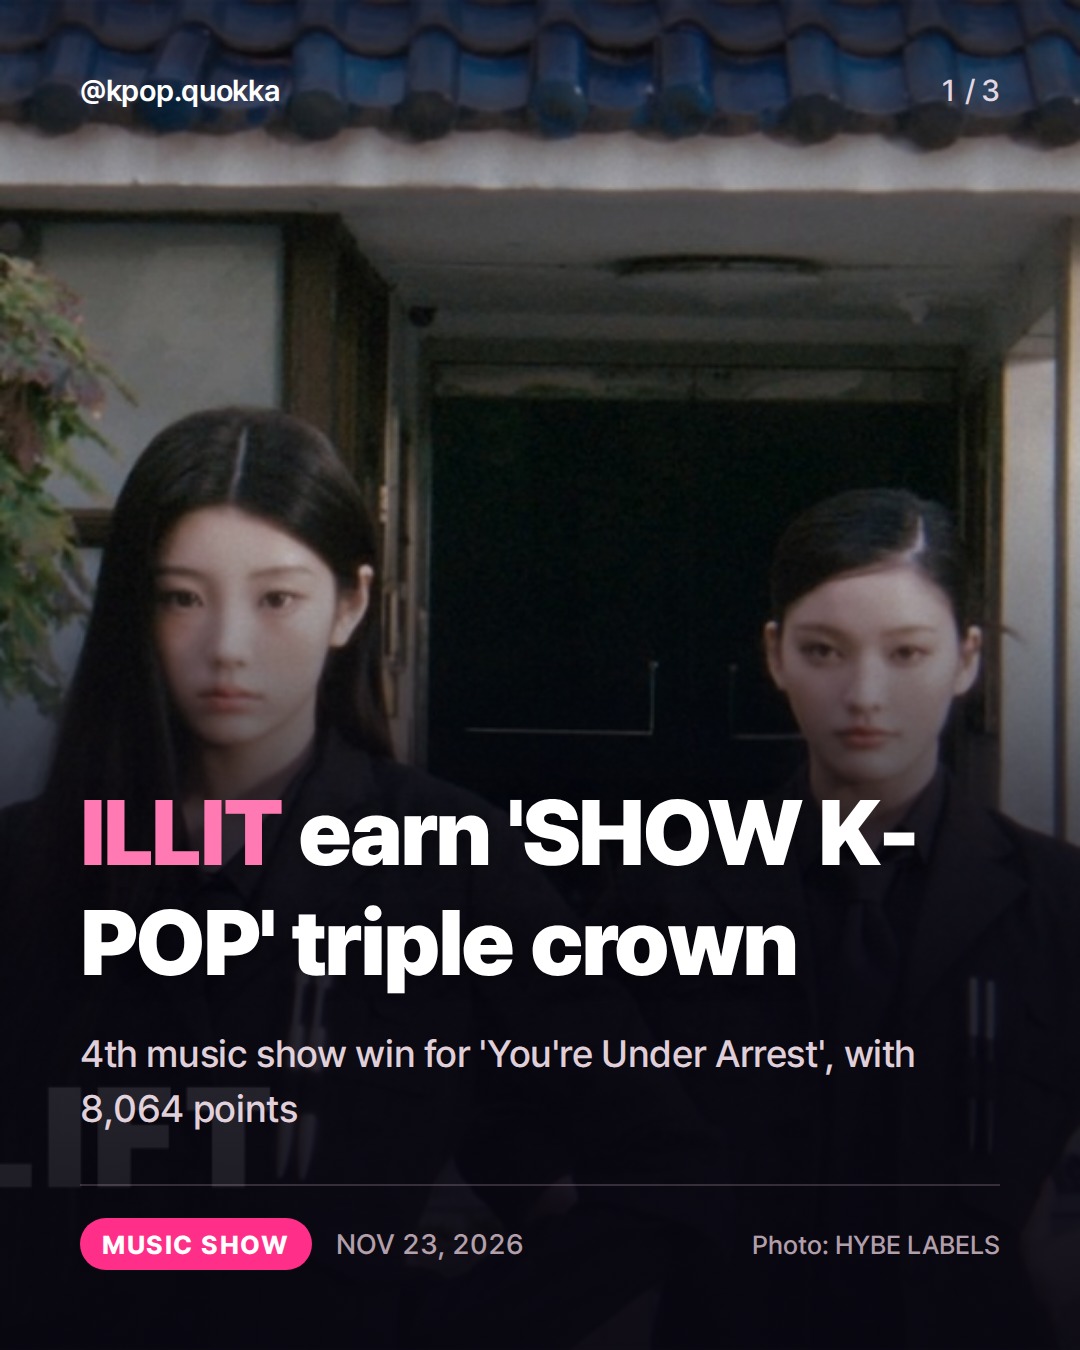 @kpop.quokka
1 / 3
ILLIT earn 'SHOW K-
POP' triple crown
4th music show win for 'You're Under Arrest', with
8,064 points
LIFT
MUSIC SHOW
NOV 23, 2026
Photo: HYBE LABELS